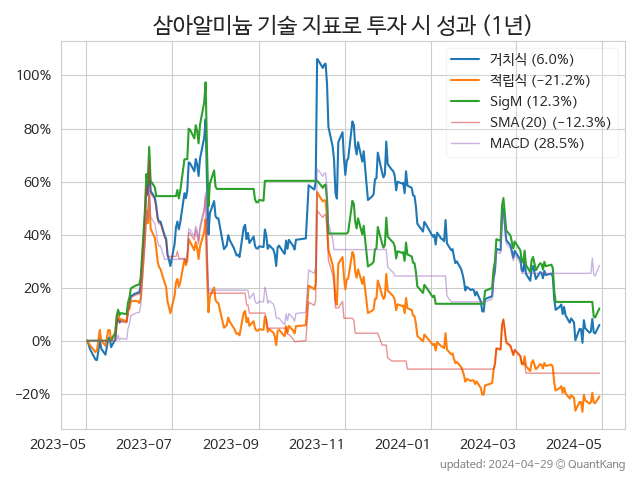 삼아알미늄 기술 지표로 투자 시 성과 (1년)
거치식 (6.0%)
적립식 (−21.2%)
SigM (12.3%)
SMA(20) (−12.3%)
MACD (28.5%)
100%
80%
60%
40%
20%
0%
−20%
2023-05
2023-07
2023-09
2023-11
2024-01
2024-03
2024-05
updated: 2024-04-29 © QuantKang